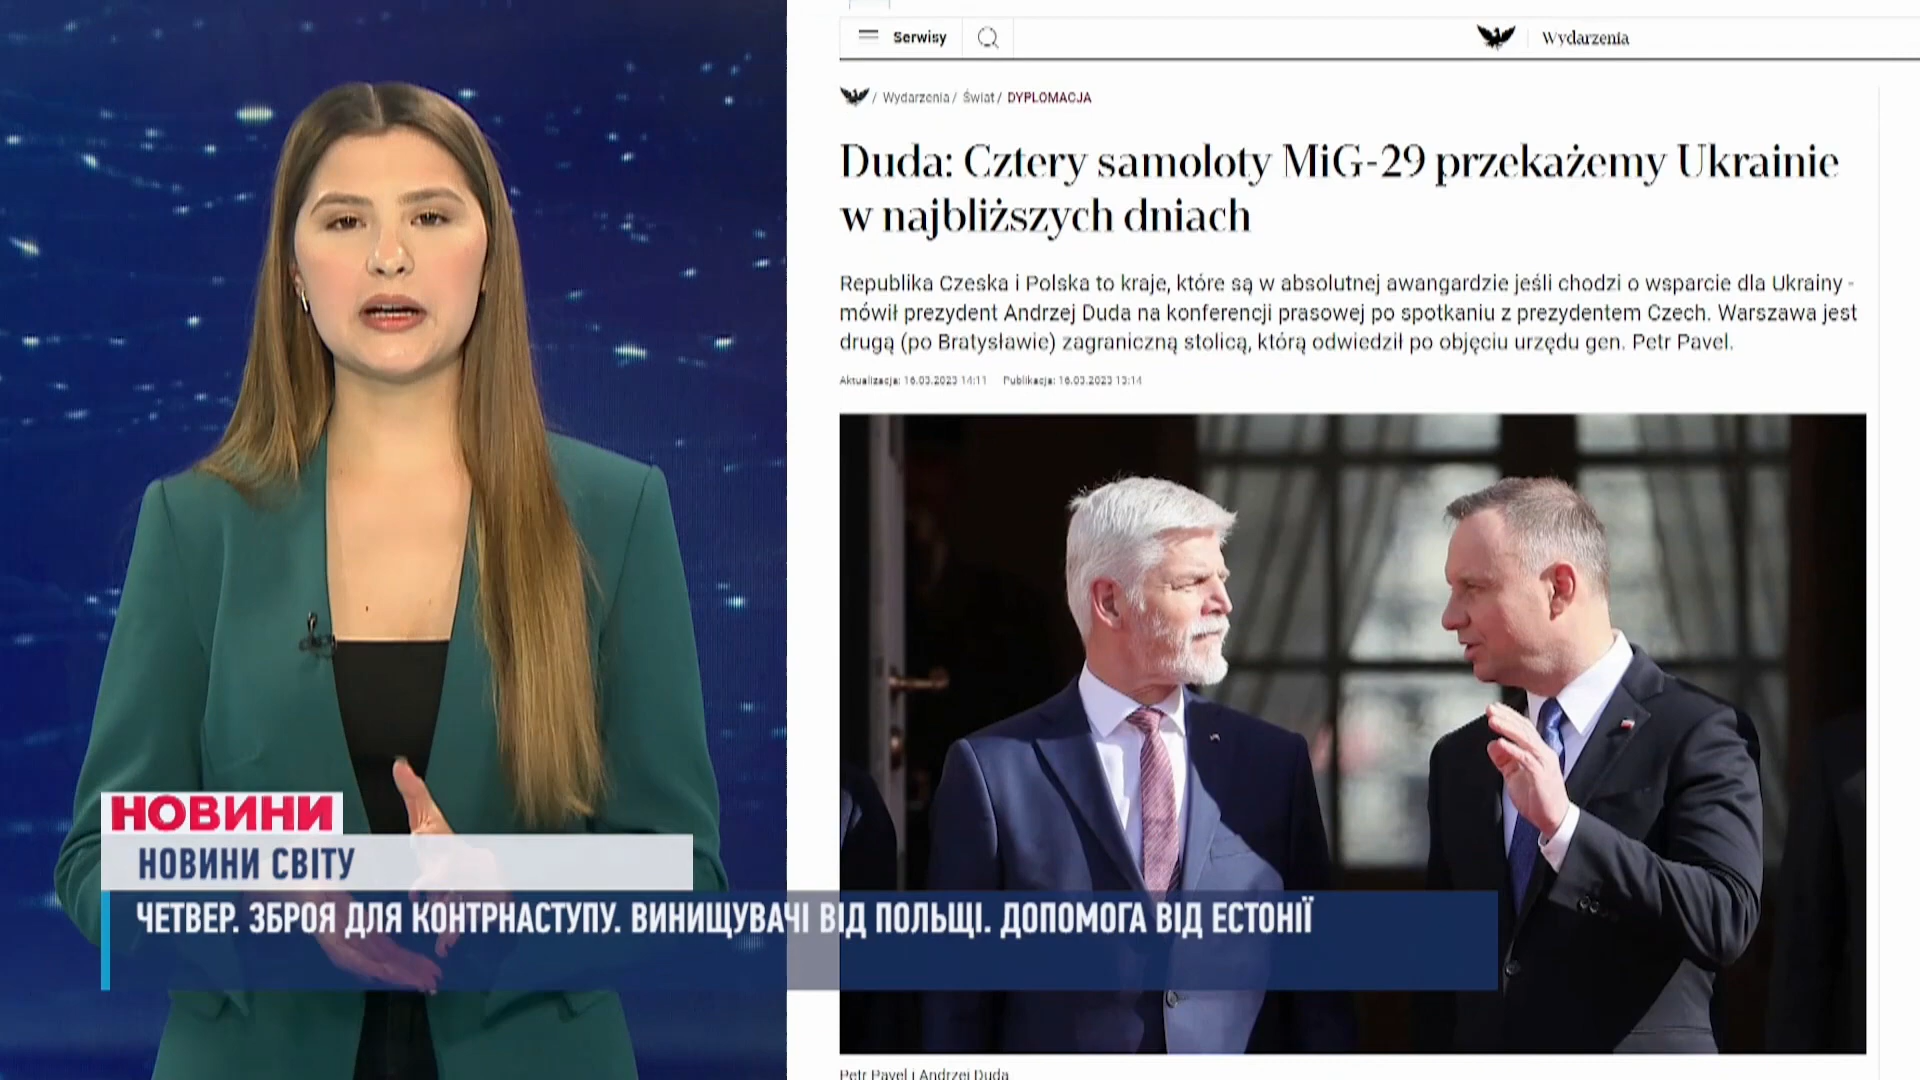 Serwisy
Wydarzenia
/ Wydarzenia / Świat / DYPLOMACJA
Duda: Cztery samoloty MiG-29 przekażemy Ukrainie
w najbliższych dniach
Republika Czeska i Polska to kraje, które są w absolutnej awangardzie jeśli chodzi o wsparcie dla Ukrainy -
mówił prezydent Andrzej Duda na konferencji prasowej po spotkaniu z prezydentem Czech. Warszawa jest
drugą (po Bratysławie) zagraniczną stolicą, którą odwiedził po objęciu urzędu gen. Petr Pavel.
Aktualizacja: 16.03.2023 14:11 Publikacja: 16.03.2023 13:14
НОВИНИ
НОВИНИ СВІТУ
ЧЕТВЕР. ЗБРОЯ ДЛЯ КОНТРНАСТУПУ. ВИНИЩУВАЧІ ВІД ПОЛЬЩІ. ДОПОМОГА ВІД ЕСТОНІЇ
Petr Pavel i Andrzej Duda